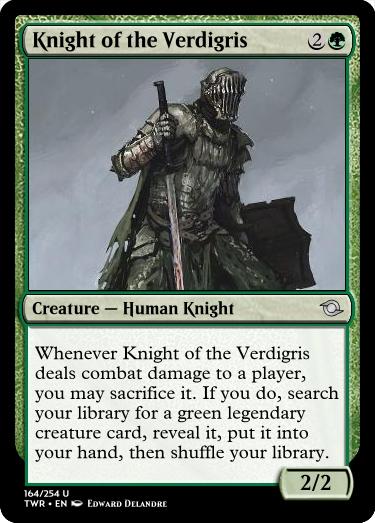 Knight of the Verdigris 2
Creature — Human Knight
Whenever Knight of the Verdigris
deals combat damage to a player,
you may sacrifice it. If you do, search
your library for a green legendary
creature card, reveal it, put it into
your hand, then shuffle your library.
2/2
164/254 U
TWR • EN Edward Delandre